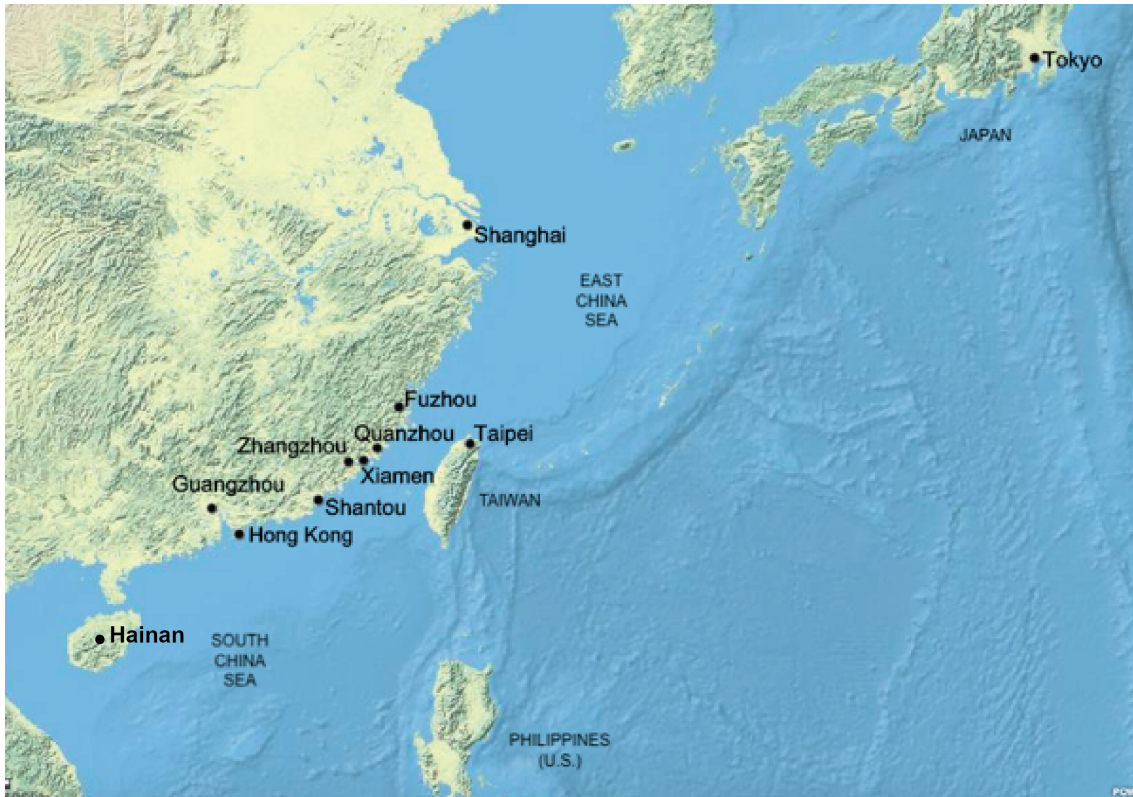 Tokyo
JAPAN
Shanghai
EAST
CHINA
SEA
Fuzhou
Quanzhou
Taipei
Zhangzhou
Xiamen
Guangzhou
TAIWAN
Shantou
Hong Kong
Hainan
SOUTH
CHINA
SEA
PHILIPPINES
(U.S.)